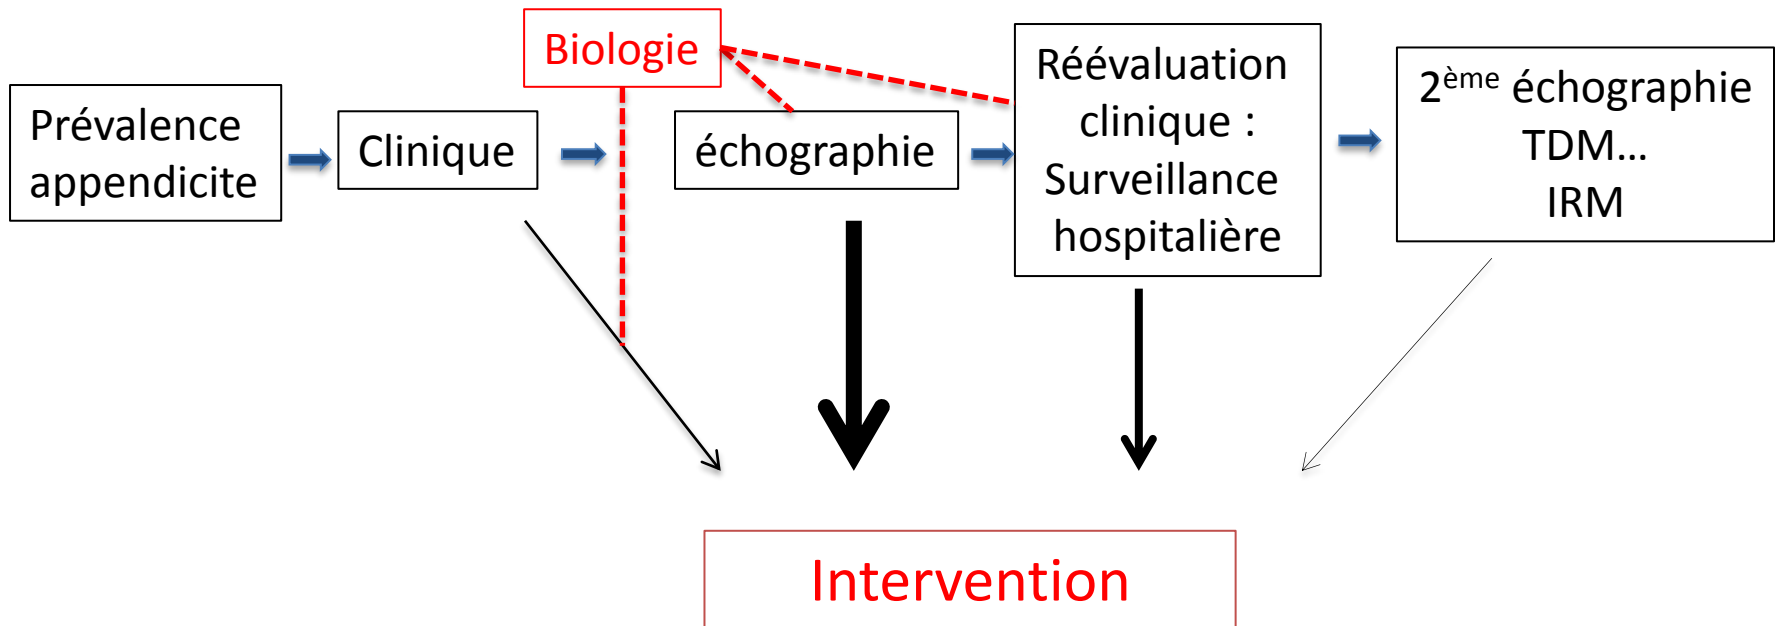 Biologie
Prévalence
appendicite
Clinique
échographie
Réévaluation
clinique :
Surveillance
hospitalière
2ème échographie
TDM...
IRM
Intervention